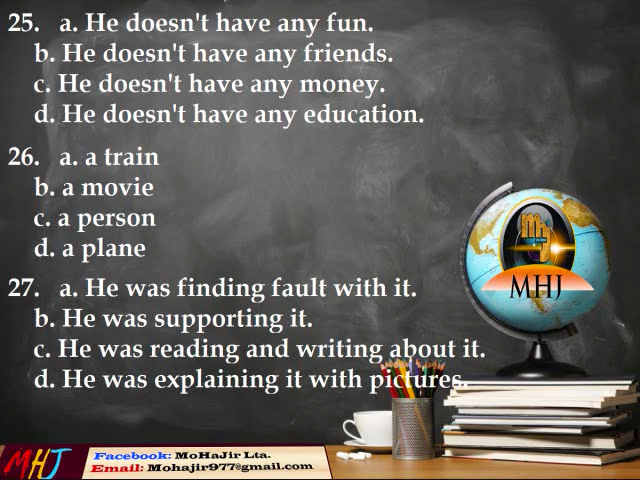 25. a. He doesn't have any fun.
b. He doesn't have any friends.
c. He doesn't have any money.
d. He doesn't have any education.
26. a. a train
b. a movie
c. a person
d. a plane
27. a. He was finding fault with it.
b. He was supporting it.
c. He was reading and writing about it.
d. He was explaining it with pictures.
MHJ
MHJ
Facebook: MoHaJir Lta.
Email: Mohajir977@gmail.com